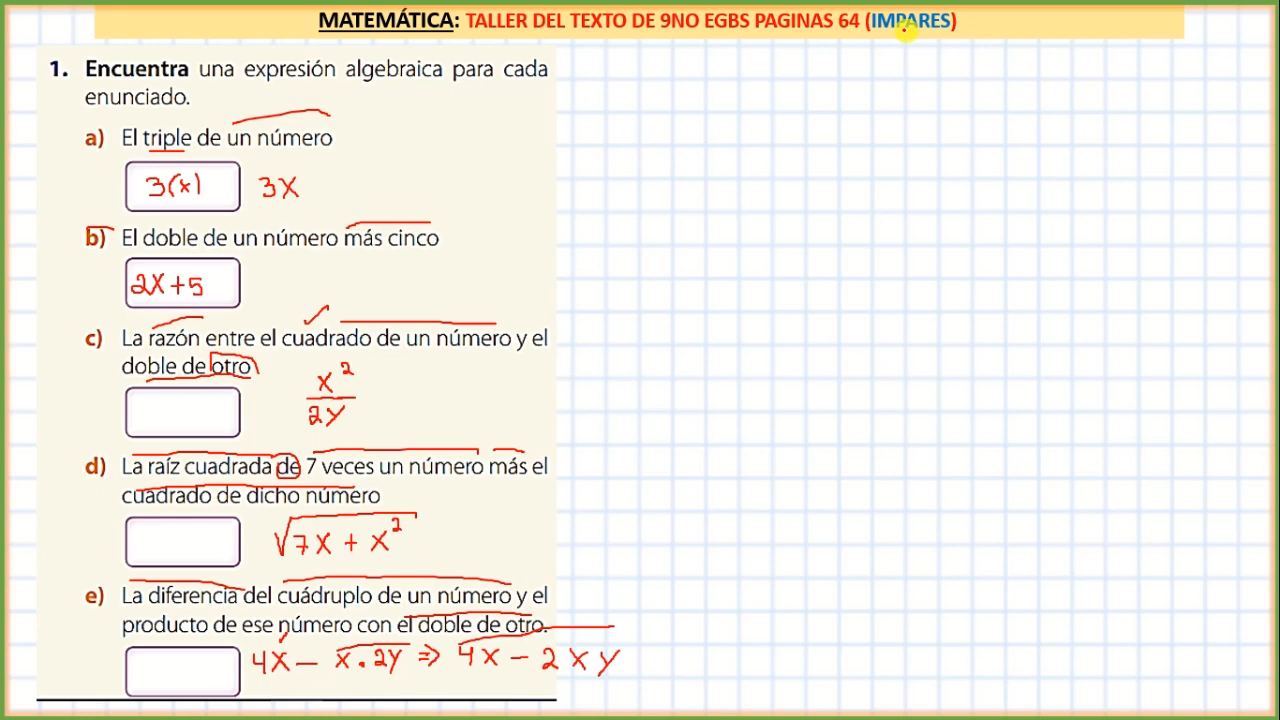 MATEMÁTICA: TALLER DEL TEXTO DE 9NO EGBS PAGINAS 64 (IMPARES)
1. Encuentra una expresión algebraica para cada
enunciado.
a) El triple de un número
3(x) 3X
b) El doble de un número más cinco
2X+5
c) La razón entre el cuadrado de un número y el
doble de otro
x²
2y
d) La raíz cuadrada de 7 veces un número más el
cuadrado de dicho número
√7X + x²
e) La diferencia del cuádruplo de un número y el
producto de ese número con el doble de otro.
4X - x . 2y ⇒ 4X - 2xy